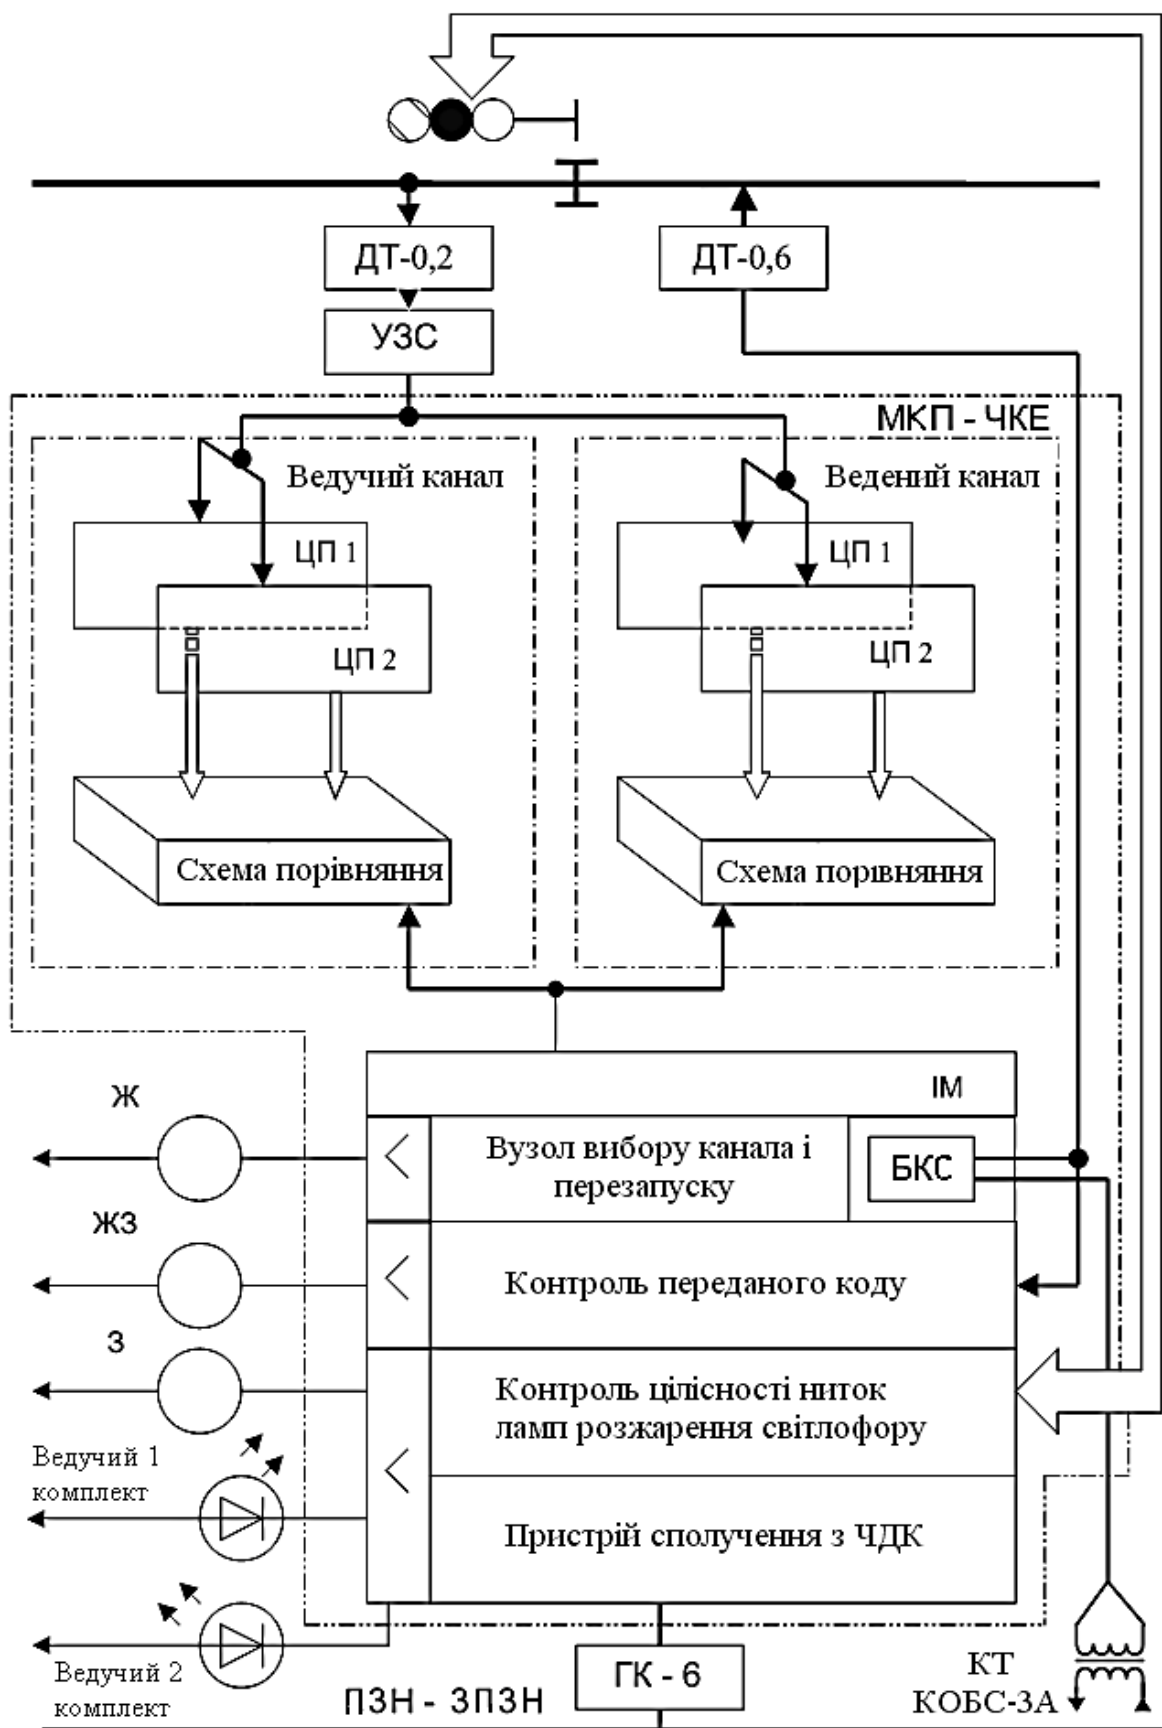 ДТ-0,2
ДТ-0,6
УЗС
МКП - ЧКЕ
Ведучий канал
Ведений канал
ЦП 1
ЦП 1
ЦП 2
ЦП 2
Схема порівняння
Схема порівняння
ІМ
Ж
Вузол вибору канала і
перезапуску
БКС
ЖЗ
Контроль переданого коду
З
Контроль цілісності ниток
ламп розжарення світлофору
Ведучий 1
комплект
Пристрій сполучення з ЧДК
Ведучий 2
комплект
ПЗН - ЗПЗН
ГК - 6
КТ
КОБС-3А